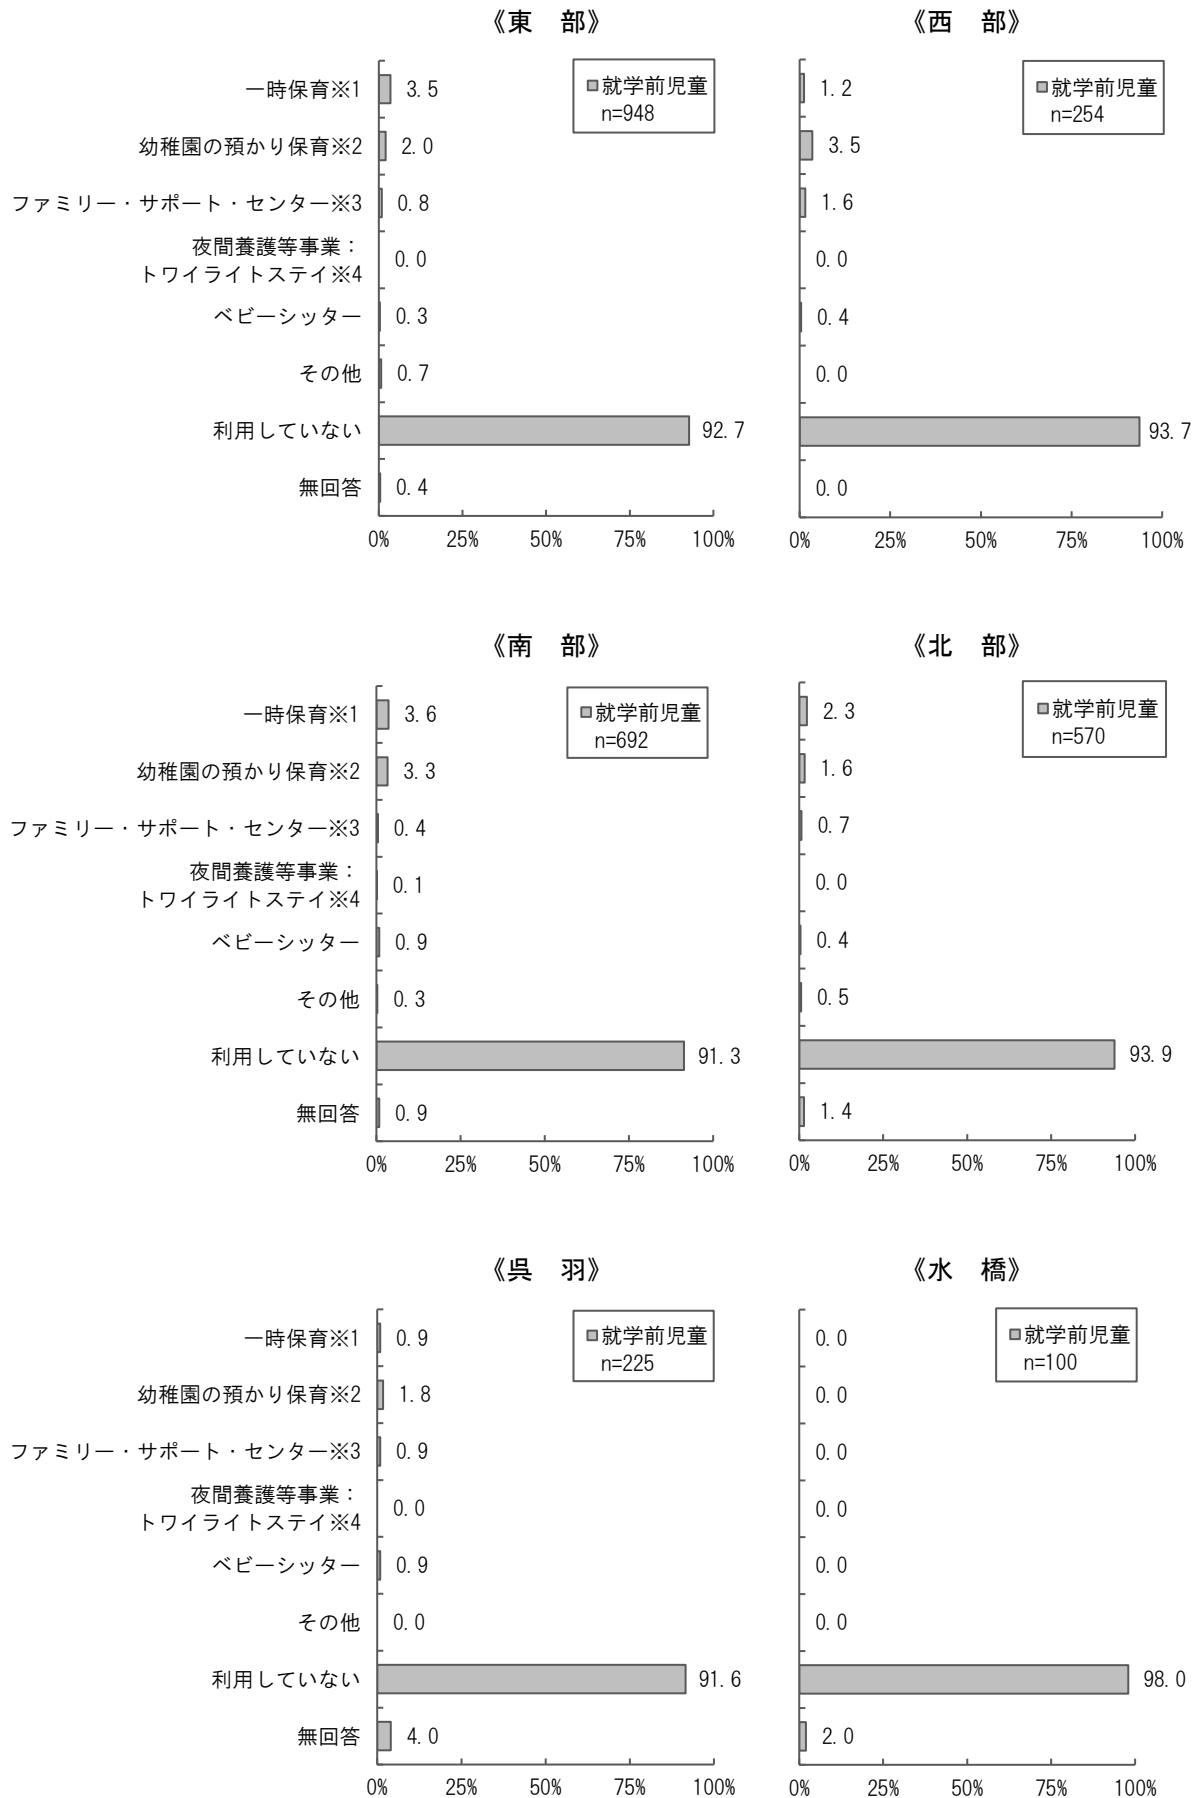 《東　部》
就学前児童
n=948
一時保育※1 3.5
幼稚園の預かり保育※2 2.0
ファミリー・サポート・センター※3 0.8
夜間養護等事業：
トワイライトステイ※4 0.0
ベビーシッター 0.3
その他 0.7
利用していない 92.7
無回答 0.4
0% 25% 50% 75% 100%
《西　部》
就学前児童
n=254
1.2
3.5
1.6
0.0
0.4
0.0
93.7
0.0
0% 25% 50% 75% 100%
《南　部》
就学前児童
n=692
一時保育※1 3.6
幼稚園の預かり保育※2 3.3
ファミリー・サポート・センター※3 0.4
夜間養護等事業：
トワイライトステイ※4 0.1
ベビーシッター 0.9
その他 0.3
利用していない 91.3
無回答 0.9
0% 25% 50% 75% 100%
《北　部》
就学前児童
n=570
2.3
1.6
0.7
0.0
0.4
0.5
93.9
1.4
0% 25% 50% 75% 100%
《呉　羽》
就学前児童
n=225
一時保育※1 0.9
幼稚園の預かり保育※2 1.8
ファミリー・サポート・センター※3 0.9
夜間養護等事業：
トワイライトステイ※4 0.0
ベビーシッター 0.9
その他 0.0
利用していない 91.6
無回答 4.0
0% 25% 50% 75% 100%
《水　橋》
就学前児童
n=100
0.0
0.0
0.0
0.0
0.0
0.0
98.0
2.0
0% 25% 50% 75% 100%